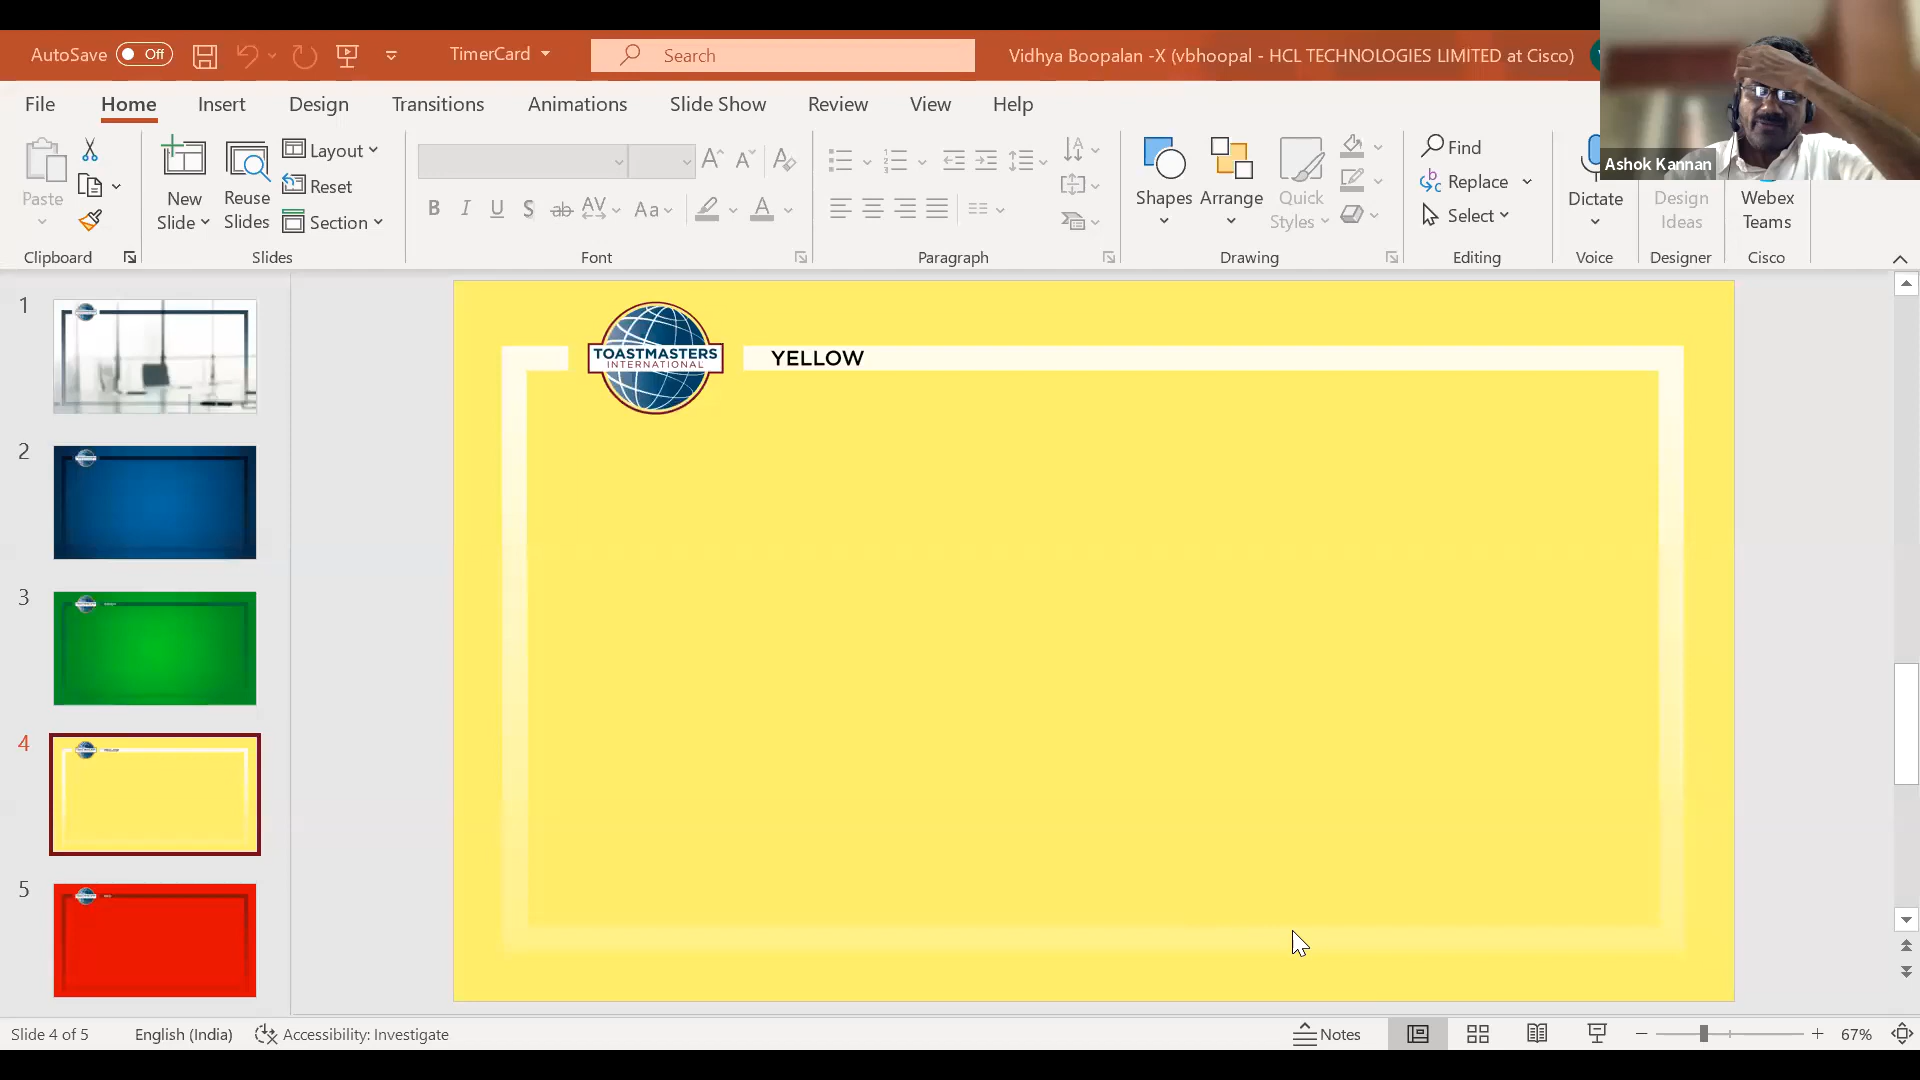 AutoSave Off TimerCard Search Vidhya Boopalan -X (vbhoopal - HCL TECHNOLOGIES LIMITED at Cisco)
File Home Insert Design Transitions Animations Slide Show Review View Help
Ashok Kannan
Paste
New Slide
Reuse Slides
Layout
Reset
Section
B I U S ab AV Aa A
Shapes
Arrange
Quick Styles
Find
Replace
Select
Dictate
Design Ideas
Webex Teams
Clipboard Slides Font Paragraph Drawing Editing Voice Designer Cisco
1
2
3
4
5
TOASTMASTERS
INTERNATIONAL
YELLOW
Slide 4 of 5 English (India) Accessibility: Investigate Notes 67%